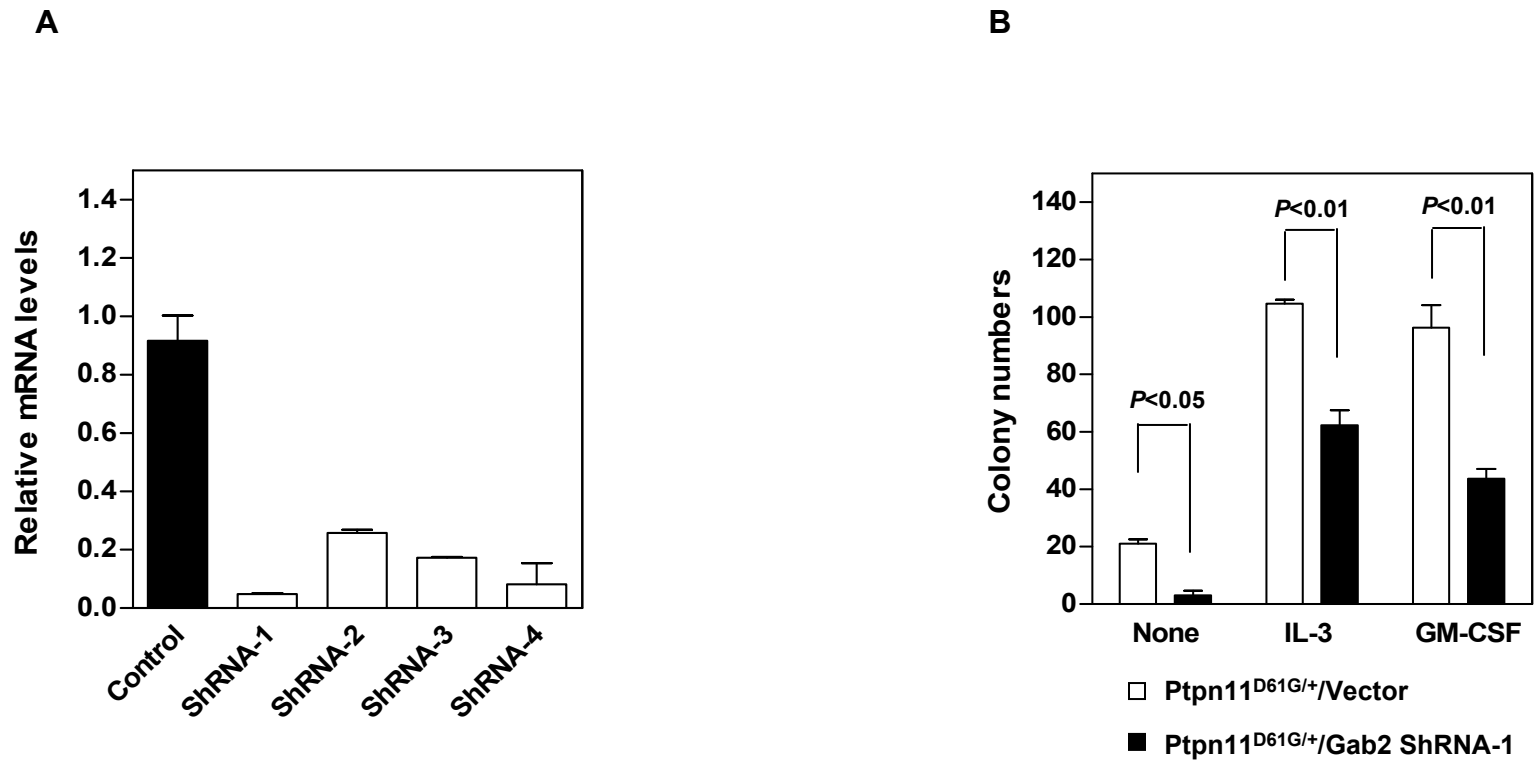 A
Relative mRNA levels
1.4
1.2
1.0
0.8
0.6
0.4
0.2
0.0
Control
ShRNA-1
ShRNA-2
ShRNA-3
ShRNA-4
B
Colony numbers
140
120
100
80
60
40
20
0
P<0.05
P<0.01
P<0.01
None
IL-3
GM-CSF
Ptpn11D61G/+/Vector
Ptpn11D61G/+/Gab2 ShRNA-1